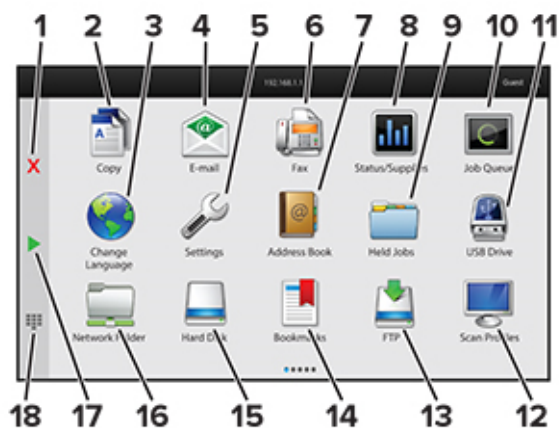 1 2 3 4 5 6 7 8 9 10 11
192.168.1.1
Guest
X
Copy E-mail Fax Status/Supplies Job Queue
Change Language Settings Address Book Held Jobs USB Drive
Network Folder Hard Disk Bookmarks FTP Scan Profiles
18 17 16 15 14 13 12